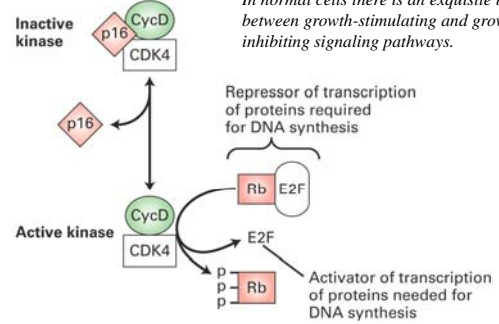 In normal cells there is an exquisite
between growth-stimulating and
inhibiting signaling pathways.
Inactive
kinase
CycD
p16
CDK4
p16
Repressor of transcription
of proteins required
for DNA synthesis
Rb E2F
Active kinase
CycD
CDK4
E2F
p
p
p
Rb
Activator of transcription
of proteins needed for
DNA synthesis